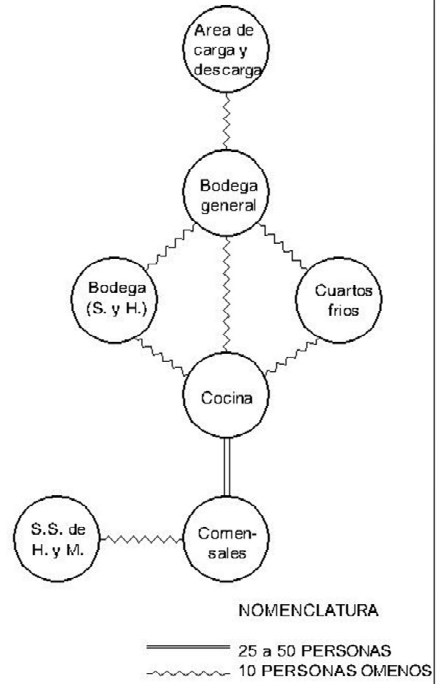 Area de
carga y
descarga
Bodega
general
Bodega
(S. y H.)
Cuartos
frios
Cocina
S.S. de
H. y M.
Comen-
sales
NOMENCLATURA
25 a 50 PERSONAS
10 PERSONAS OMENOS